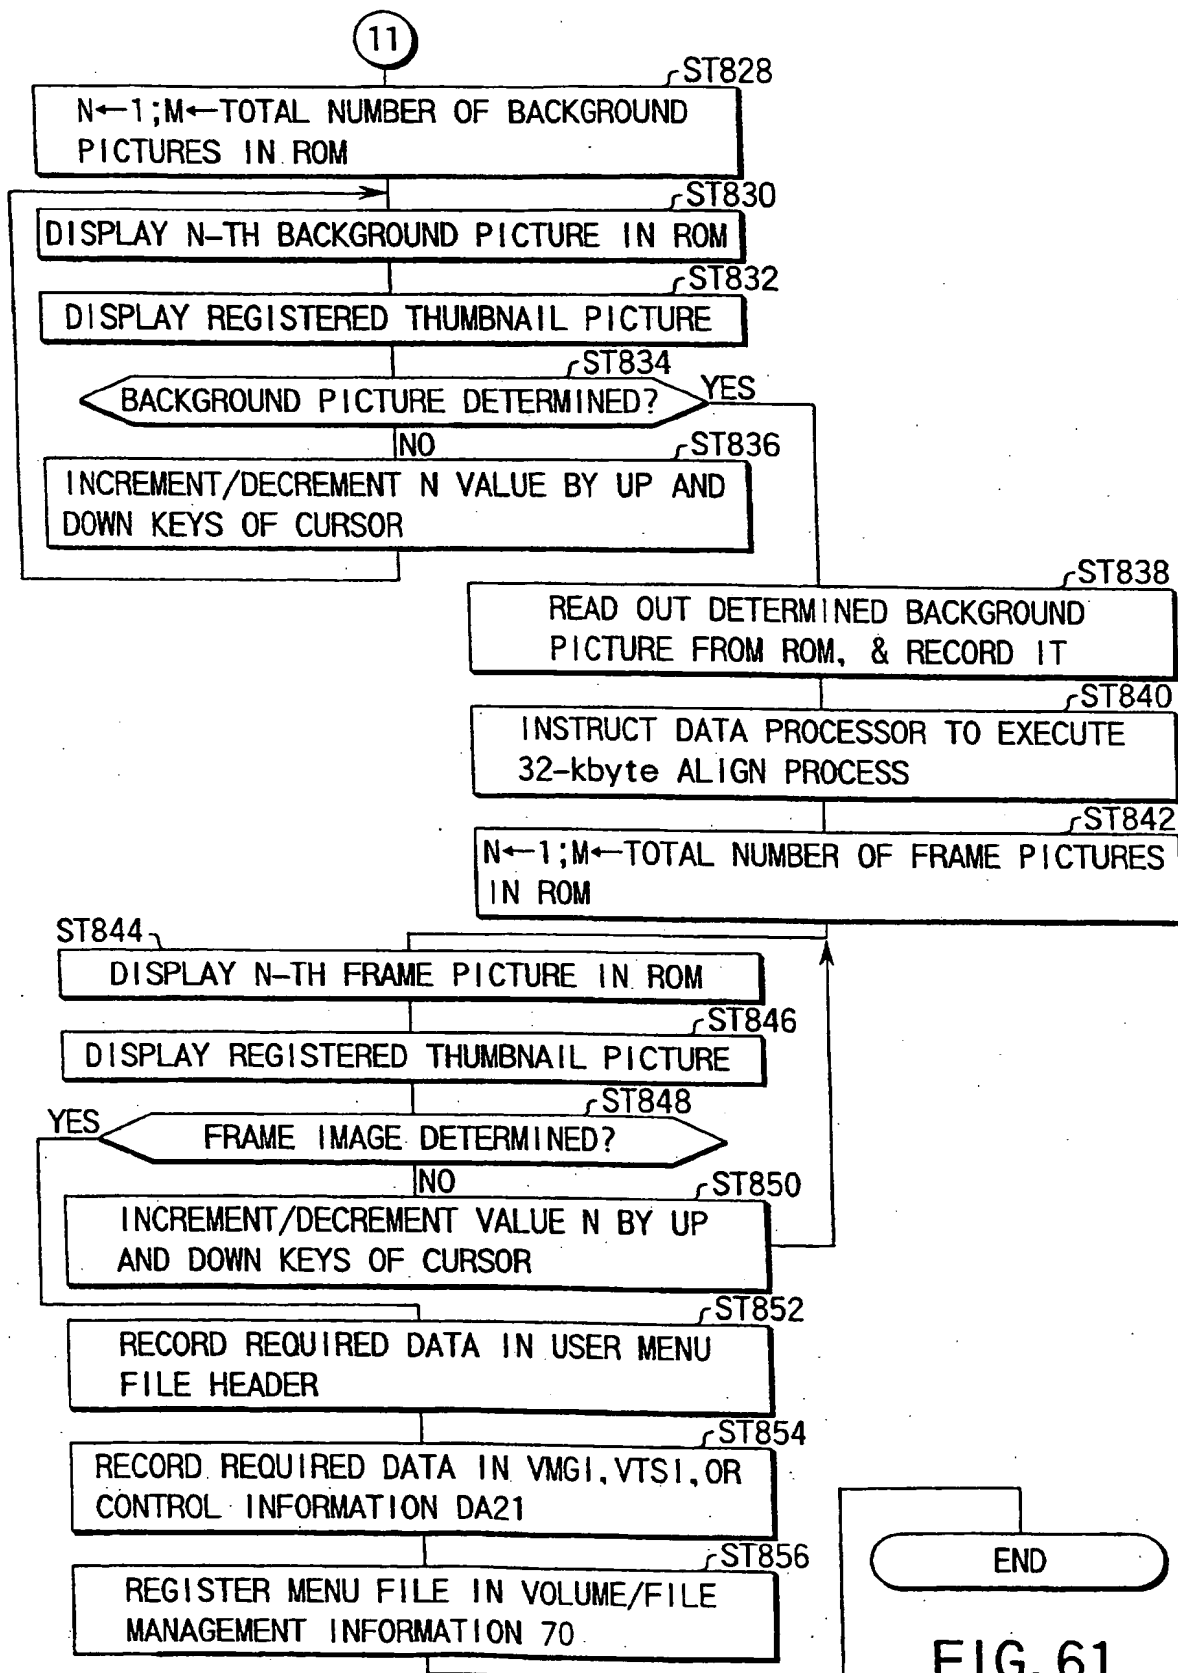 11
ST828
N←1;M←TOTAL NUMBER OF BACKGROUND
PICTURES IN ROM
ST830
DISPLAY N-TH BACKGROUND PICTURE IN ROM
ST832
DISPLAY REGISTERED THUMBNAIL PICTURE
ST834
BACKGROUND PICTURE DETERMINED?
YES
NO
ST836
INCREMENT/DECREMENT N VALUE BY UP AND
DOWN KEYS OF CURSOR
ST838
READ OUT DETERMINED BACKGROUND
PICTURE FROM ROM, & RECORD IT
ST840
INSTRUCT DATA PROCESSOR TO EXECUTE
32-kbyte ALIGN PROCESS
ST842
N←1;M←TOTAL NUMBER OF FRAME PICTURES
IN ROM
ST844
DISPLAY N-TH FRAME PICTURE IN ROM
ST846
DISPLAY REGISTERED THUMBNAIL PICTURE
ST848
YES
FRAME IMAGE DETERMINED?
NO
ST850
INCREMENT/DECREMENT VALUE N BY UP
AND DOWN KEYS OF CURSOR
ST852
RECORD REQUIRED DATA IN USER MENU
FILE HEADER
ST854
RECORD REQUIRED DATA IN VMGI, VTSI, OR
CONTROL INFORMATION DA21
ST856
REGISTER MENU FILE IN VOLUME/FILE
MANAGEMENT INFORMATION 70
END
FIG. 61